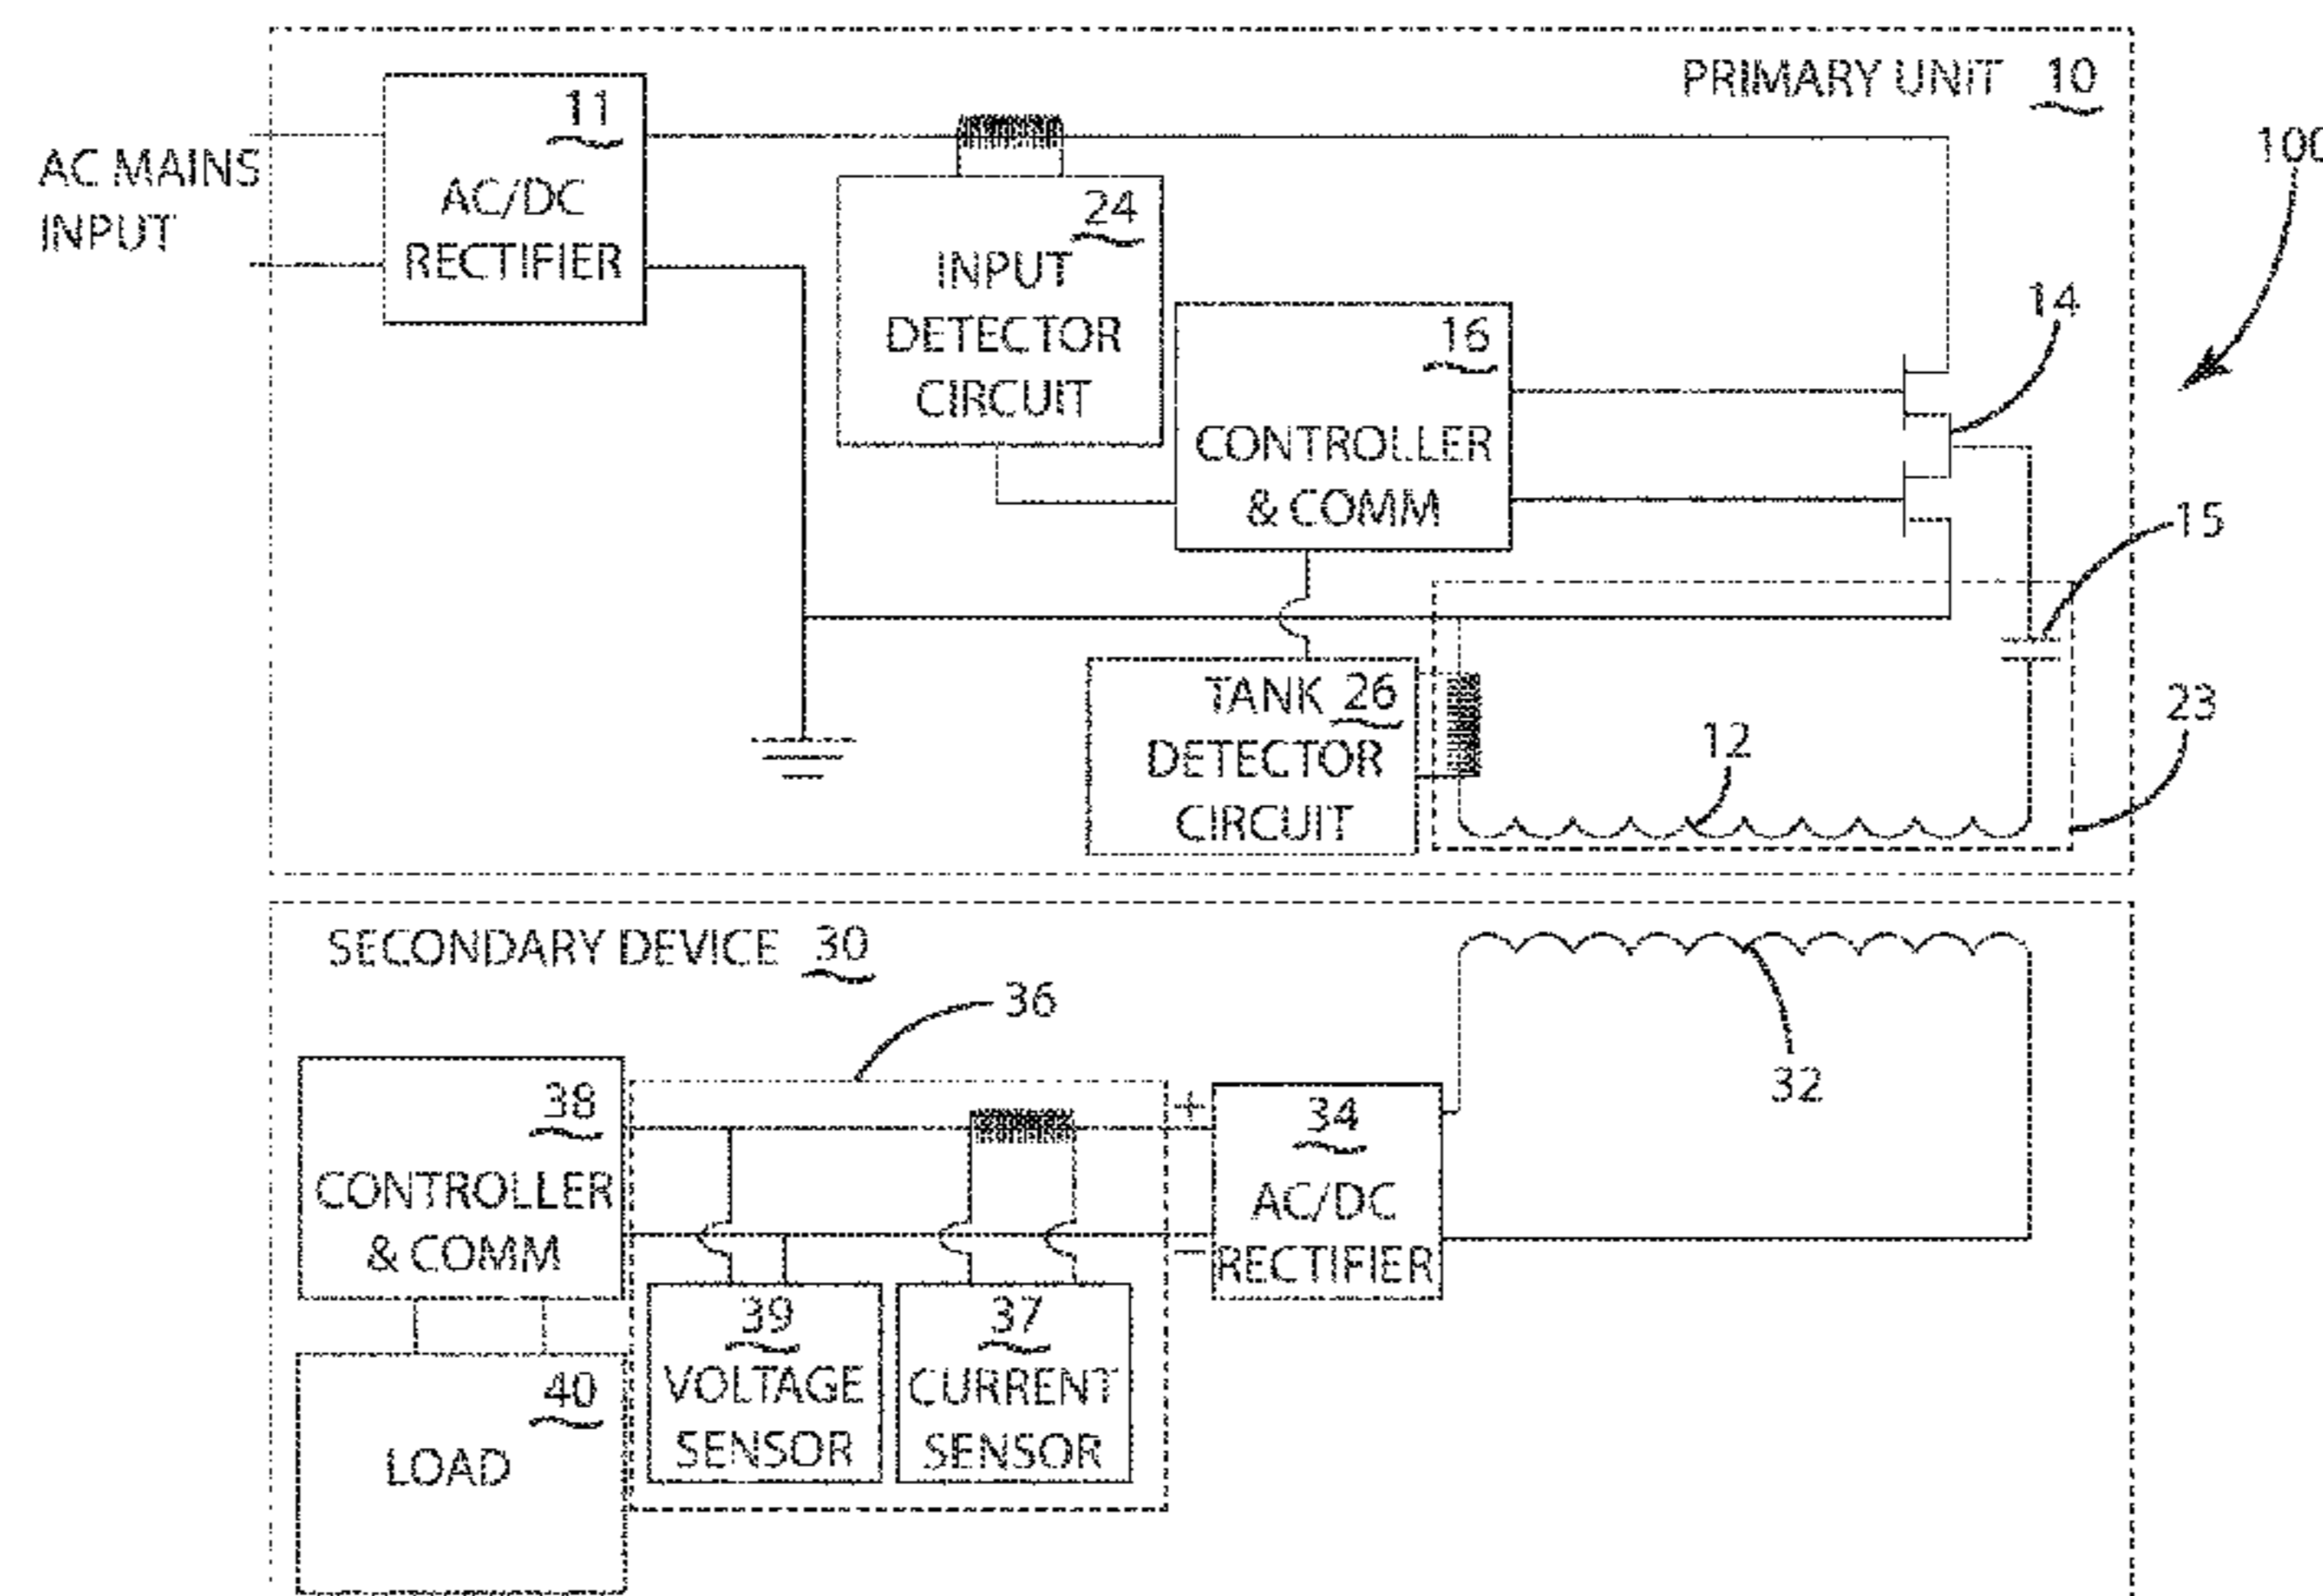 PRIMARY UNIT 10
100
AC MAINS
INPUT
11
AC/DC
RECTIFIER
24
INPUT
DETECTOR
CIRCUIT
16
CONTROLLER
& COMM
14
15
TANK 26
DETECTOR
CIRCUIT
12
23
SECONDARY DEVICE 30
36
32
38
CONTROLLER
& COMM
+
34
AC/DC
RECTIFIER
−
39
VOLTAGE
SENSOR
37
CURRENT
SENSOR
40
LOAD